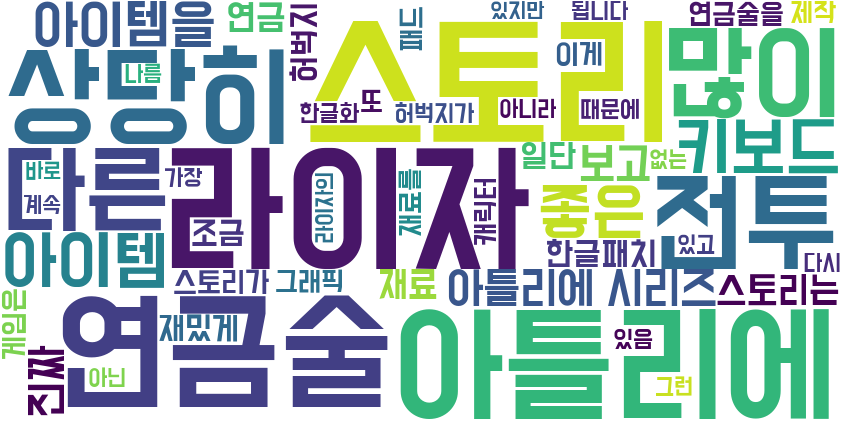 아이템을
연금
허벅지
패드
있지만
됩니다
연금술을
제작
상당히
나름
스토리
이게
많이
한글화
또
허벅지가
아니라
때문에
다른
바로
계속
라이자
가장
조금
라이자의
재료를
캐릭터
일단
보고
없는
키보드
좋은
전투
한글패치
있고
다시
아이템
스토리가
그래픽
재료
아틀리에 시리즈
스토리는
게임은
진짜
연금술
재밌게
아닌
아틀리에
있음
그런